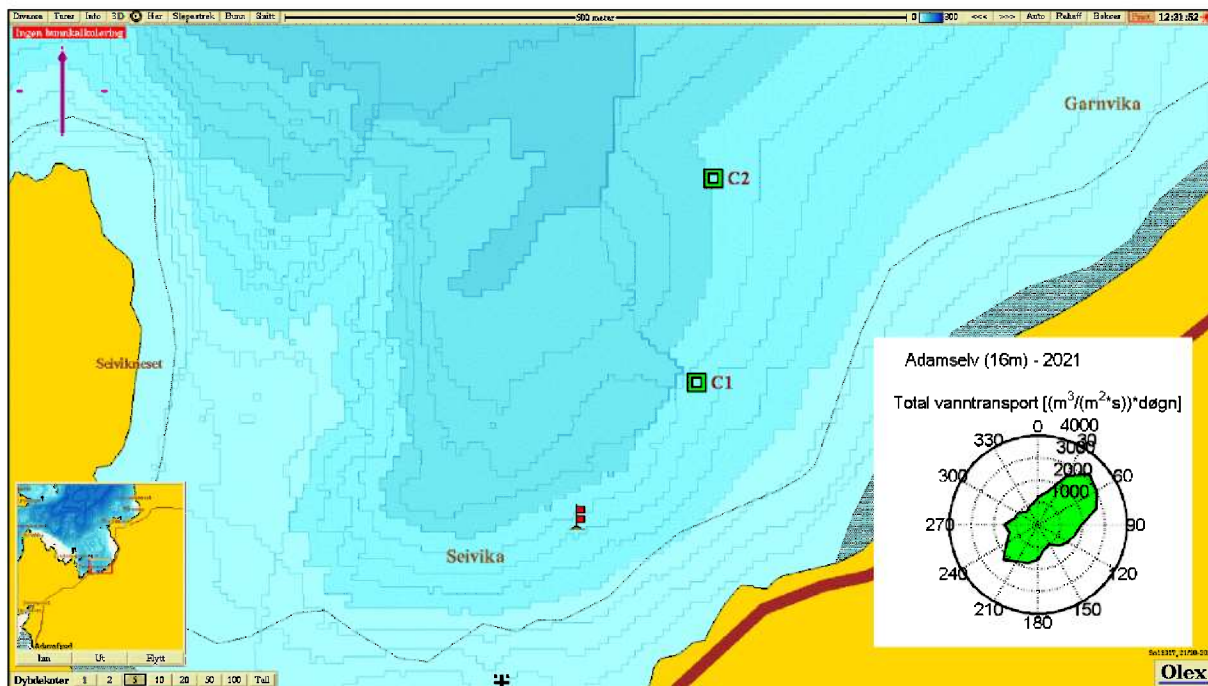 Diverse Turer Info 3D Her Slepestrek Bunn Snitt 500 meter 0 300 <<< >>> Auto 12:31:52
Ingen bunnkalkulering
Garnvika
C2
Seivikneset
C1
Seivika
Adamselv (16m) - 2021
Total vanntransport [(m³/(m²*s))*døgn]
0
30
60
90
120
150
180
210
240
270
300
330
4000
3000
2000
1000
Inn Ut Flytt
Dybdekoter 1 2 5 10 20 50 100 Tall
Olex